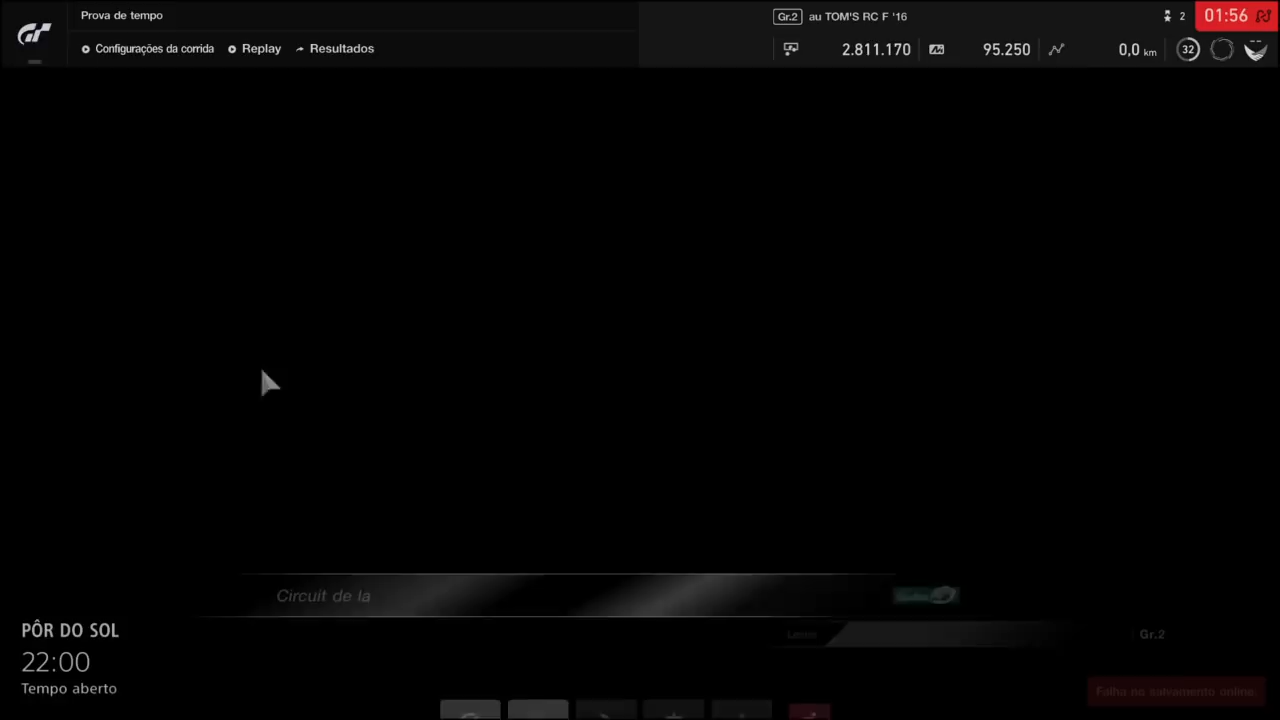 Prova de tempo
Configurações da corrida Replay Resultados
Gr.2 au TOM'S RC F '16
2 01:56
2.811.170 95.250 0,0 km 32
Circuit de la
PÔR DO SOL
22:00
Tempo aberto
Lexus
Gr.2
Falha no salvamento online.